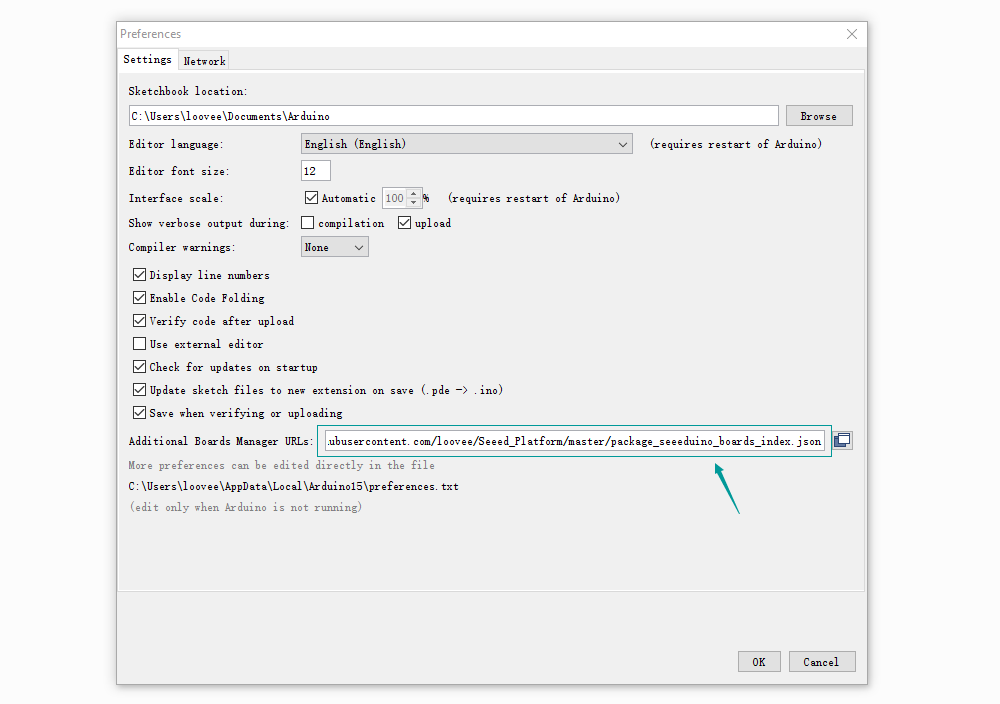 Preferences
Settings Network
Sketchbook location:
C:\Users\loovee\Documents\Arduino Browse
Editor language: English (English) (requires restart of Arduino)
Editor font size: 12
Interface scale: Automatic 100 % (requires restart of Arduino)
Show verbose output during: compilation upload
Compiler warnings: None
Display line numbers
Enable Code Folding
Verify code after upload
Use external editor
Check for updates on startup
Update sketch files to new extension on save (.pde -> .ino)
Save when verifying or uploading
Additional Boards Manager URLs: ubusercontent.com/loovee/Seeed_Platform/master/package_seeeduino_boards_index.json
More preferences can be edited directly in the file
C:\Users\loovee\AppData\Local\Arduino15\preferences.txt
(edit only when Arduino is not running)
OK Cancel